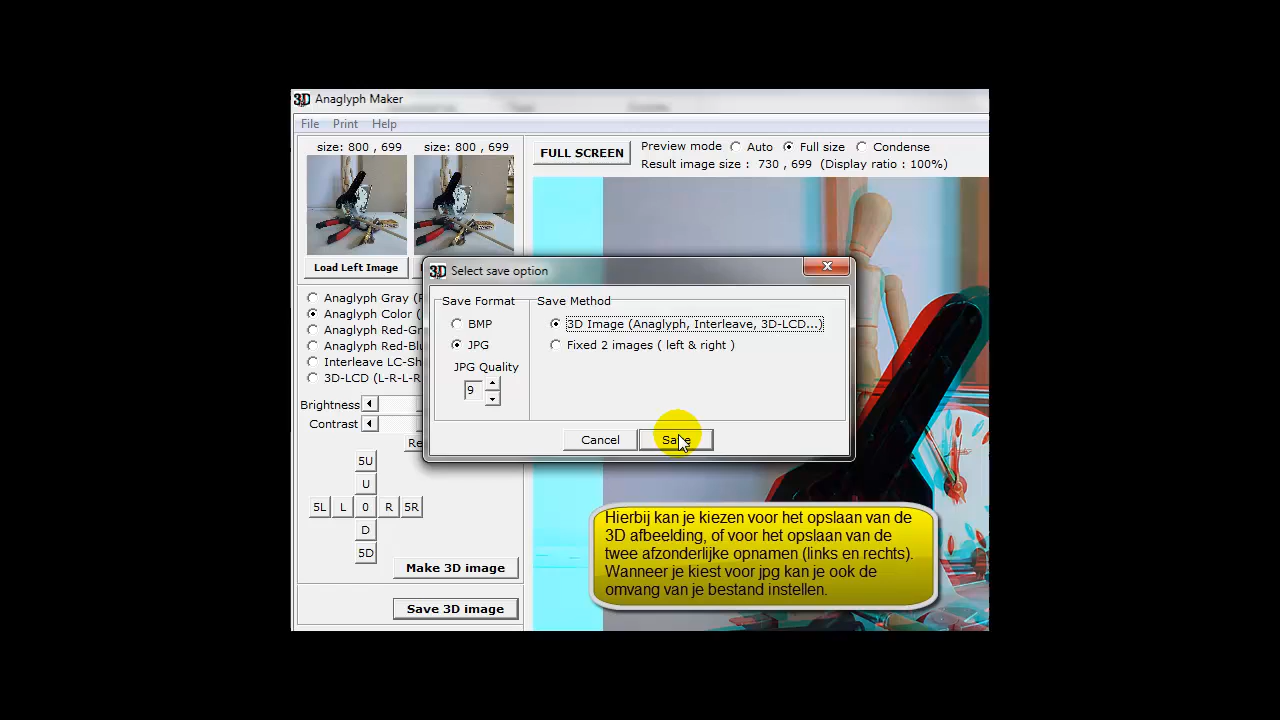 3D Anaglyph Maker
File Print Help
size: 800 , 699 size: 800 , 699
FULL SCREEN
Preview mode Auto Full size Condense
Result image size : 730 , 699 (Display ratio : 100%)
Load Left Image
Anaglyph Gray (
Anaglyph Color (
Anaglyph Red-Gr
Anaglyph Red-Blu
Interleave LC-Sh
3D-LCD (L-R-L-R
Brightness
Contrast
Re
5U
U
5L L 0 R 5R
D
5D
Make 3D image
Save 3D image
3D Select save option
Save Format
BMP
JPG
JPG Quality
9
Save Method
3D Image (Anaglyph, Interleave, 3D-LCD...)
Fixed 2 images ( left & right )
Cancel Save
Hierbij kan je kiezen voor het opslaan van de
3D afbeelding, of voor het opslaan van de
twee afzonderlijke opnamen (links en rechts).
Wanneer je kiest voor jpg kan je ook de
omvang van je bestand instellen.